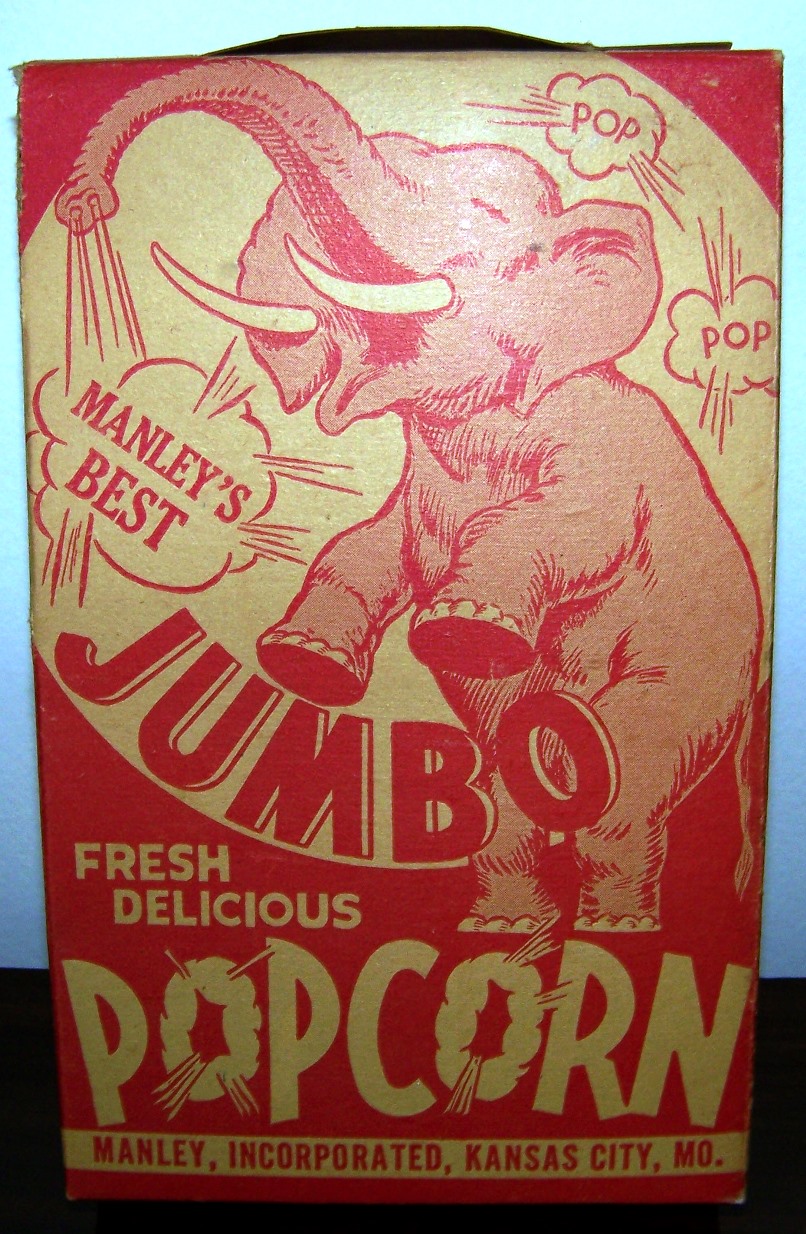 POP
POP
MANLEY'S
BEST
JUMBO
FRESH
DELICIOUS
POPCORN
MANLEY, INCORPORATED, KANSAS CITY, MO.